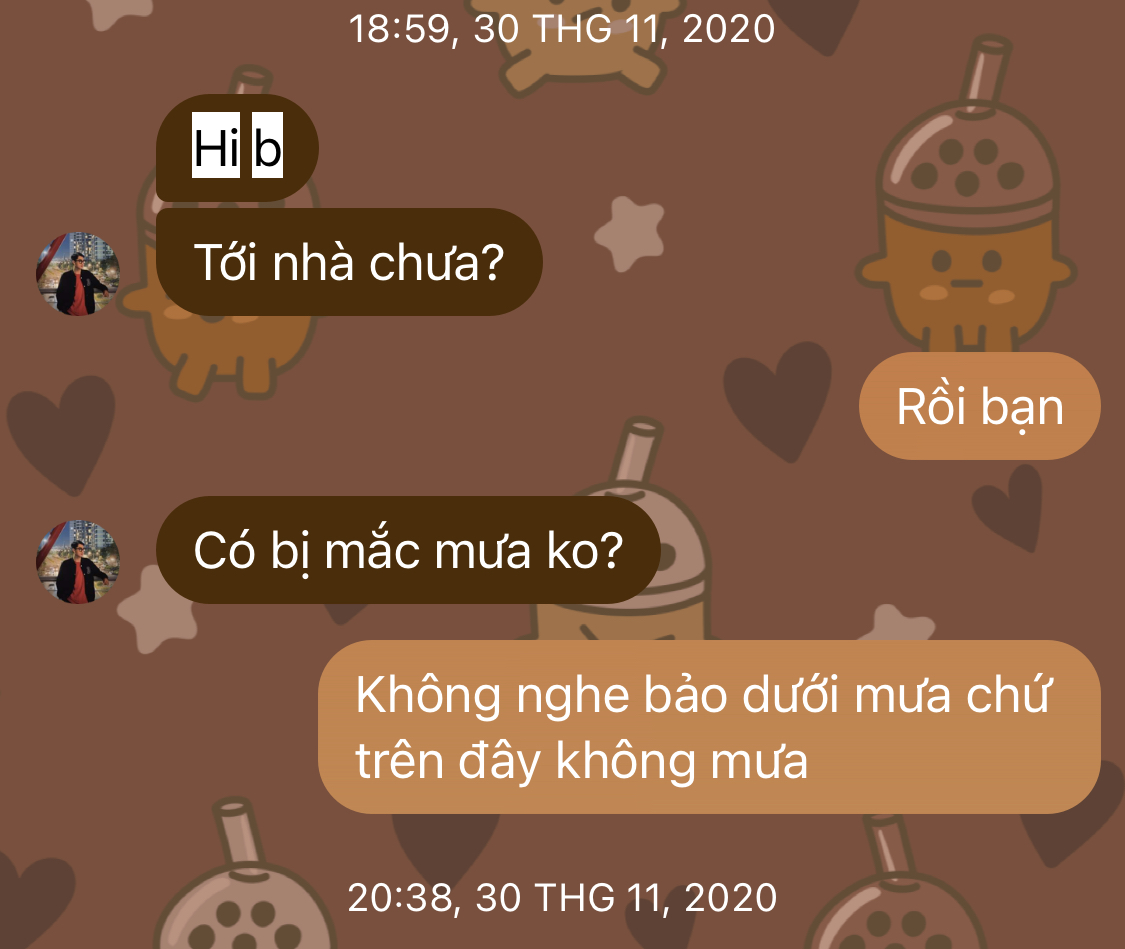 18:59, 30 THG 11, 2020
Hi b
Tới nhà chưa?
Rồi bạn
Có bị mắc mưa ko?
Không nghe bảo dưới mưa chứ
trên đây không mưa
20:38, 30 THG 11, 2020